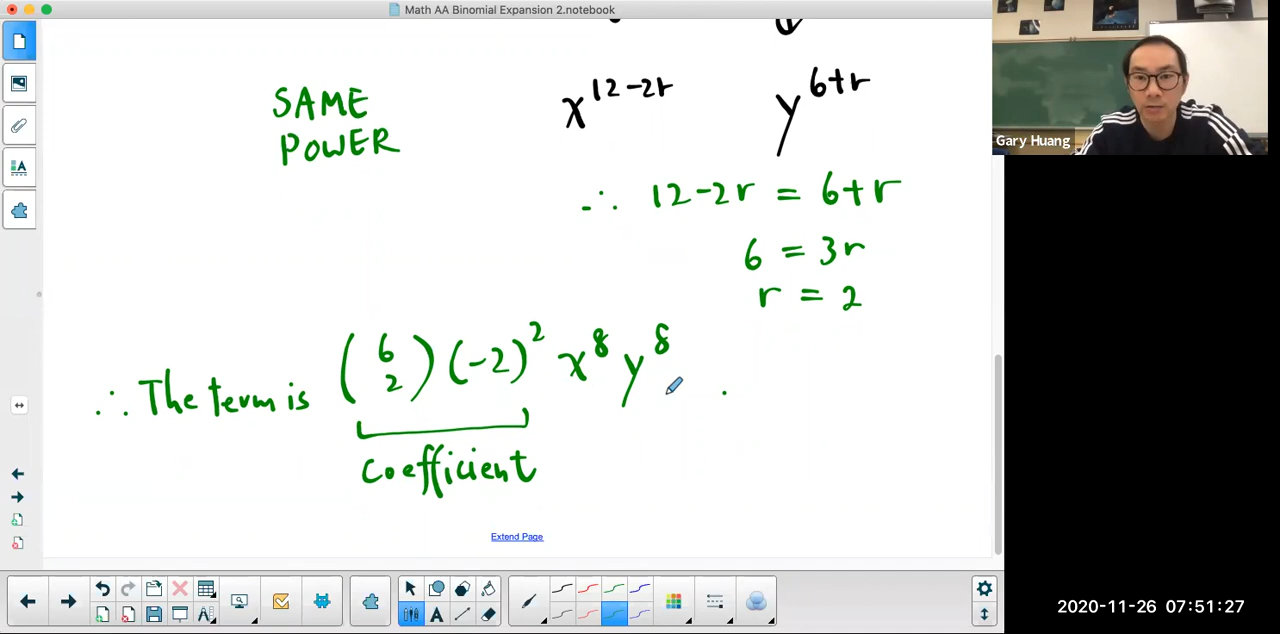 Math AA Binomial Expansion 2.notebook
SAME
POWER
x^{12-2r} y^{6+r}
Gary Huang
∴ 12-2r = 6+r
6 = 3r
r = 2
∴ The term is (6 2)(-2)^2 x^8 y^8 .
coefficient
Extend Page
2020-11-26 07:51:27